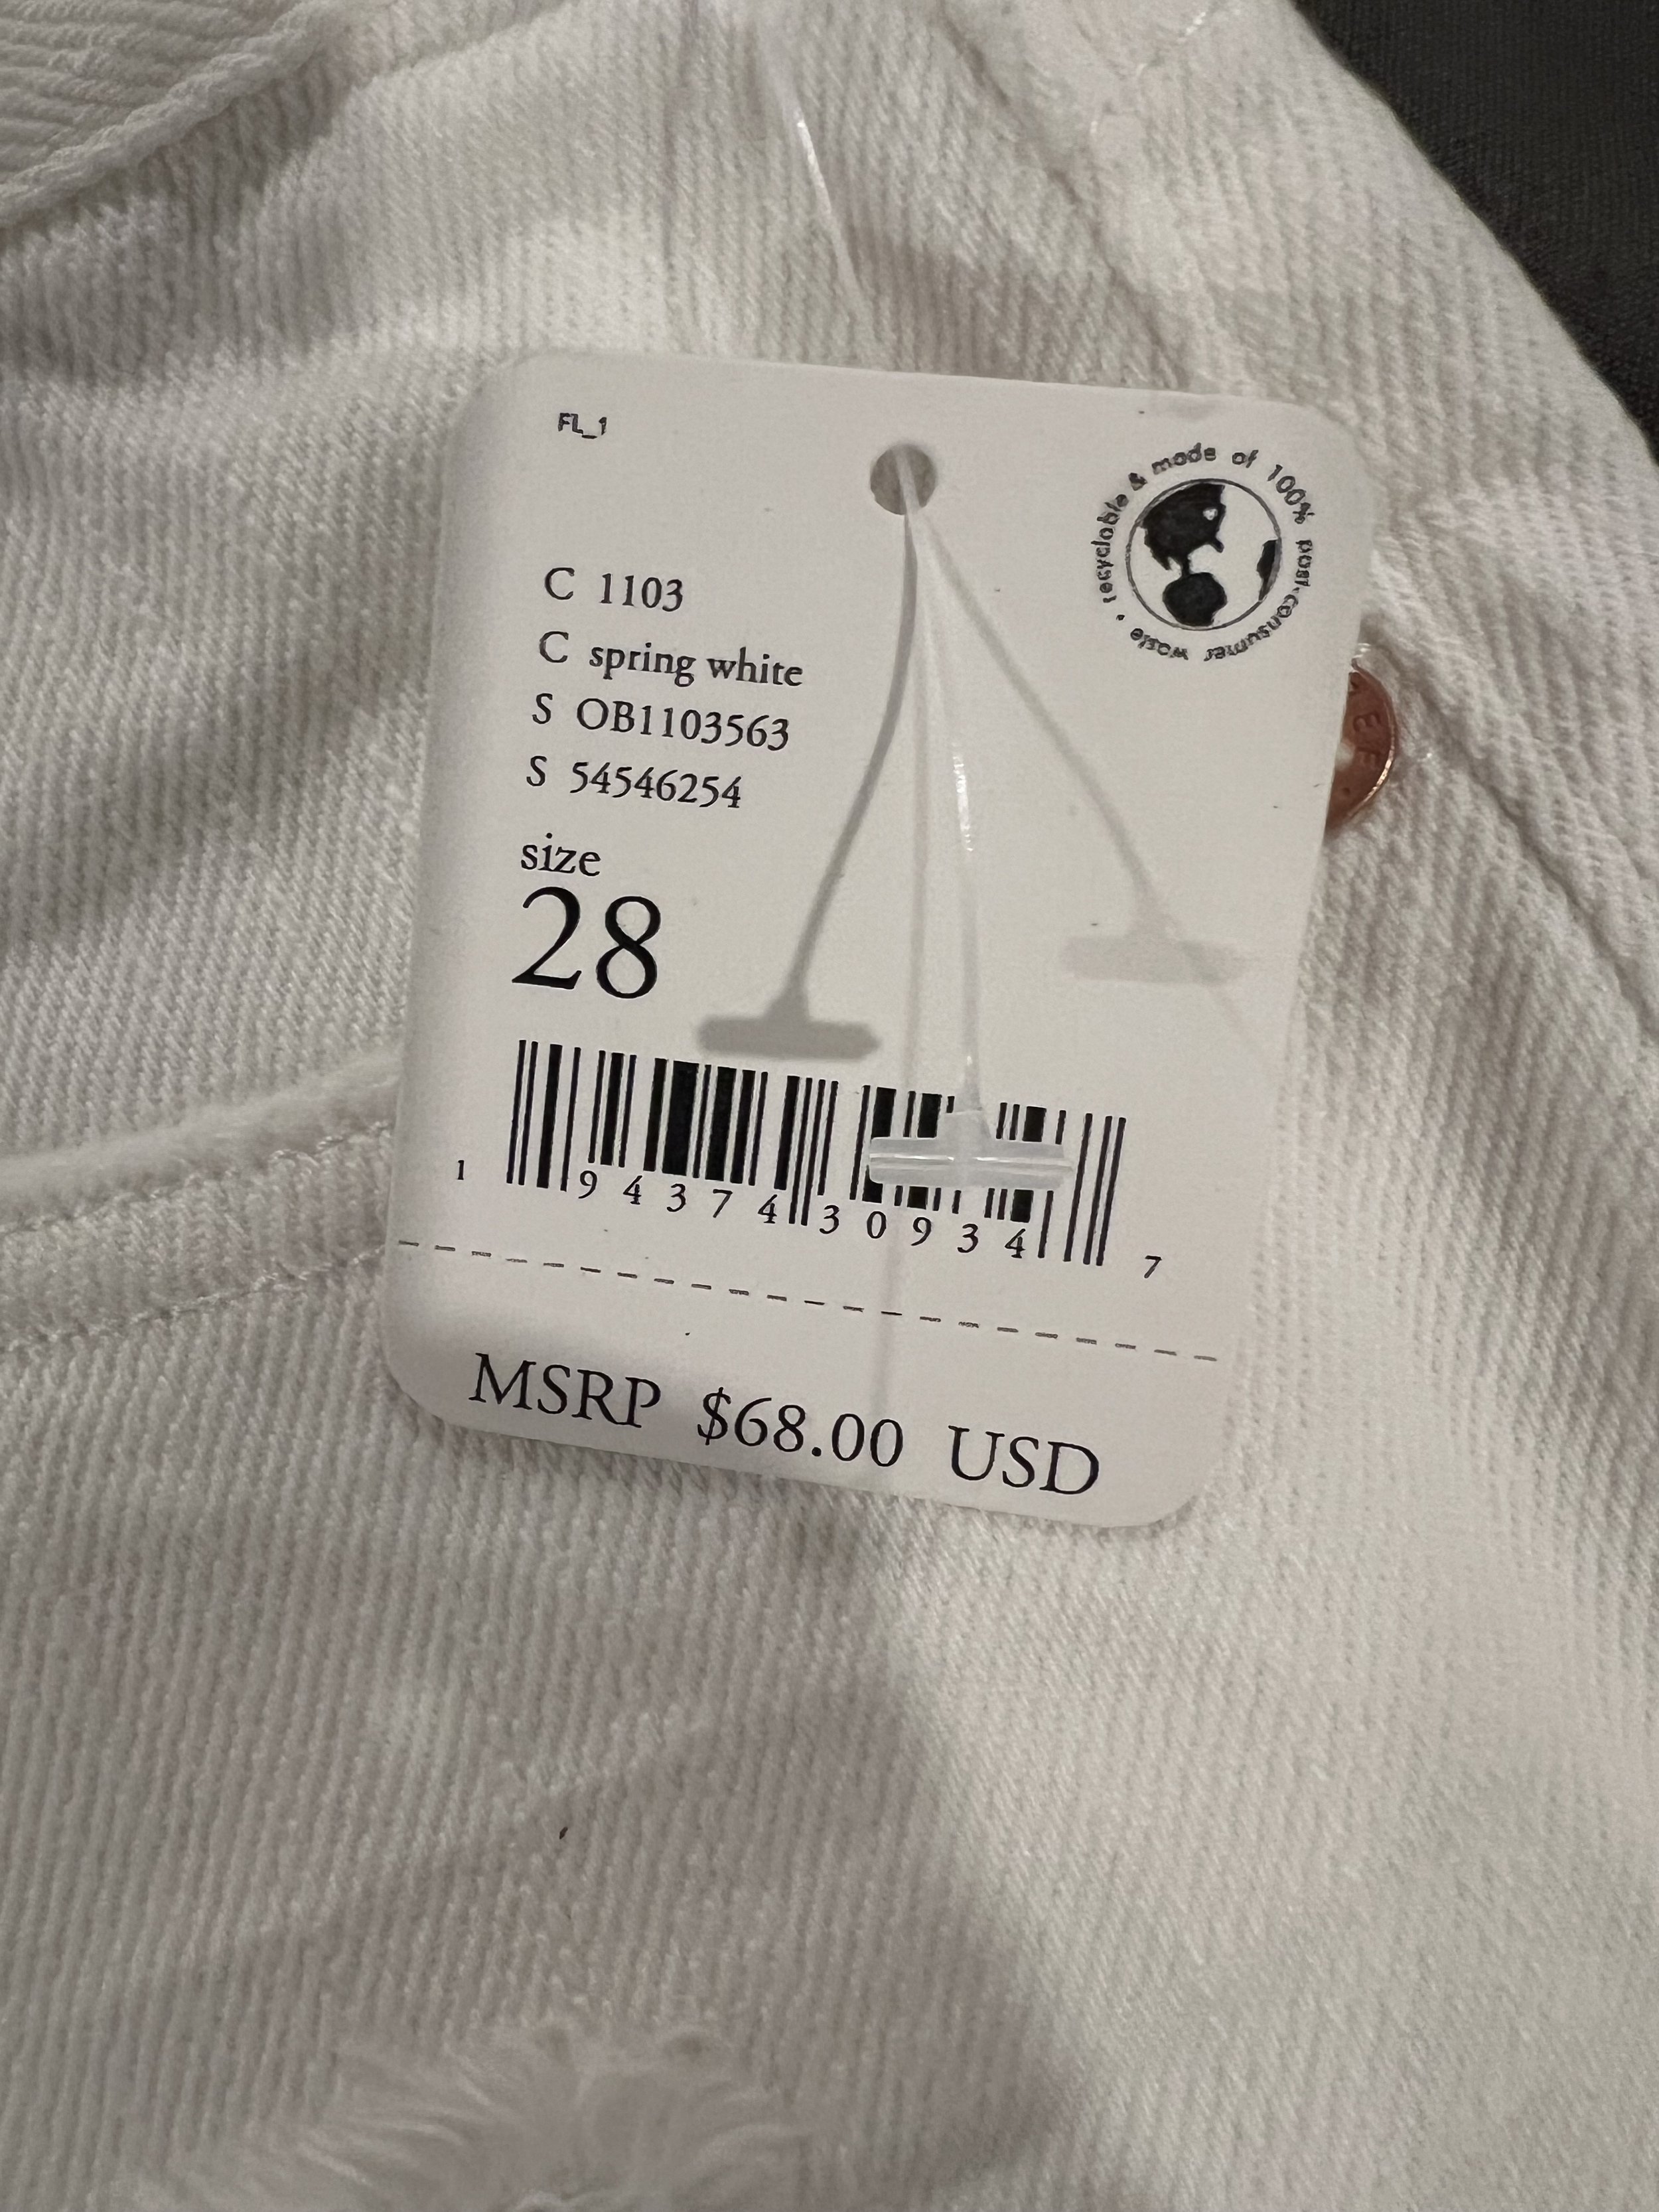 FL_1
recyclable & made of 100% post-consumer waste •
C 1103
C spring white
S OB1103563
S 54546254
size
28
1 94374 30934 7
MSRP $68.00 USD